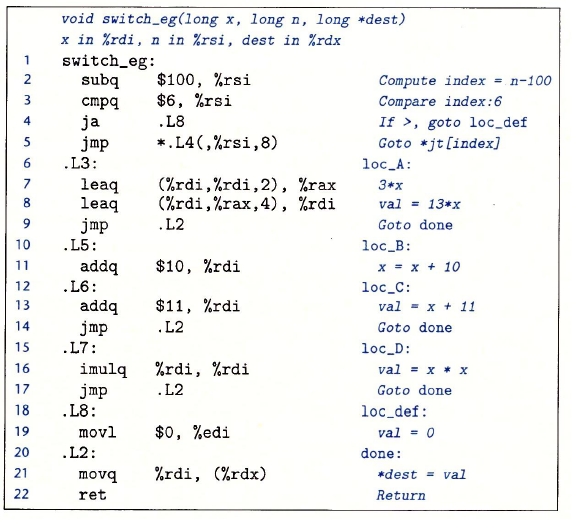 void switch_eg(long x, long n, long *dest)
x in %rdi, n in %rsi, dest in %rdx
1 switch_eg:
2 subq $100, %rsi Compute index = n-100
3 cmpq $6, %rsi Compare index:6
4 ja .L8 If >, goto loc_def
5 jmp *.L4(,%rsi,8) Goto *jt[index]
6 .L3: loc_A:
7 leaq (%rdi,%rdi,2), %rax 3*x
8 leaq (%rdi,%rax,4), %rdi val = 13*x
9 jmp .L2 Goto done
10 .L5: loc_B:
11 addq $10, %rdi x = x + 10
12 .L6: loc_C:
13 addq $11, %rdi val = x + 11
14 jmp .L2 Goto done
15 .L7: loc_D:
16 imulq %rdi, %rdi val = x * x
17 jmp .L2 Goto done
18 .L8: loc_def:
19 movl $0, %edi val = 0
20 .L2: done:
21 movq %rdi, (%rdx) *dest = val
22 ret Return